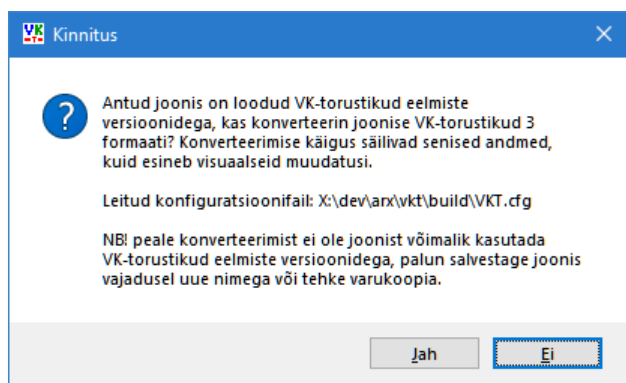 VK
-T-
Kinnitus
Antud joonis on loodud VK-torustikud eelmiste
versioonidega, kas konverteerin joonise VK-torustikud 3
formaati? Konverteerimise käigus säilivad senised andmed,
kuid esineb visuaalseid muudatusi.
Leitud konfiguratsioonifail: X:\dev\arx\vkt\build\VKT.cfg
NB! peale konverteerimist ei ole joonist võimalik kasutada
VK-torustikud eelmiste versioonidega, palun salvestage joonis
vajadusel uue nimega või tehke varukoopia.
Jah
Ei